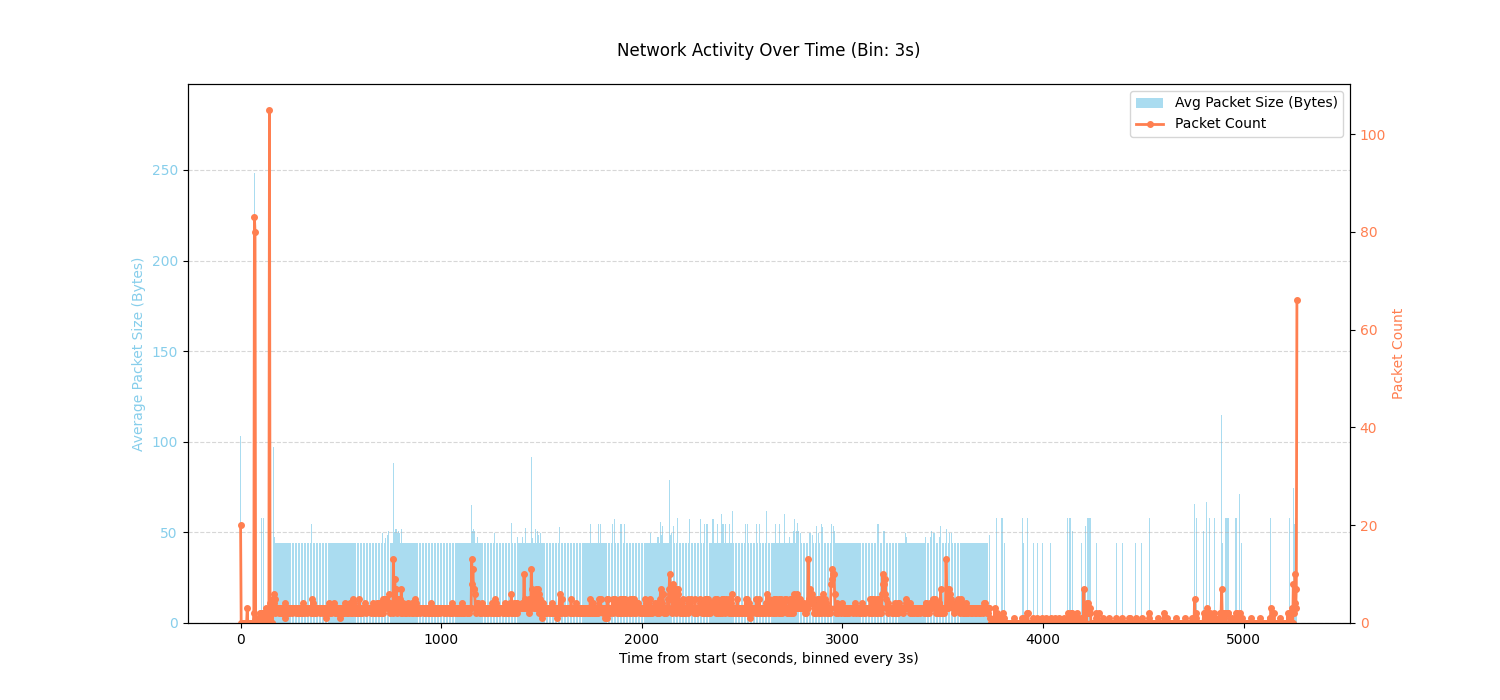 Network Activity Over Time (Bin: 3s)
Avg Packet Size (Bytes)
Packet Count
250
200
150
100
50
0
Average Packet Size (Bytes)
100
80
60
40
20
0
Packet Count
0 1000 2000 3000 4000 5000
Time from start (seconds, binned every 3s)